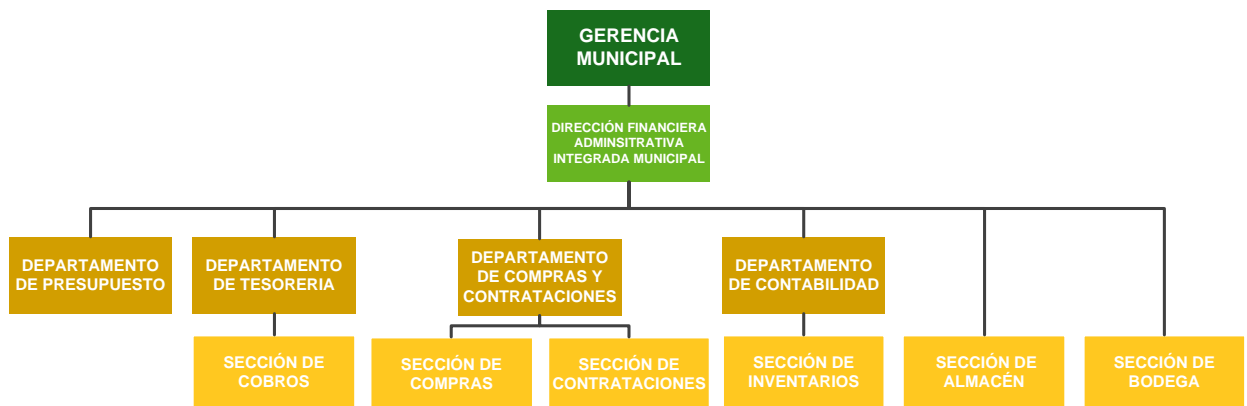 GERENCIA
MUNICIPAL
DIRECCIÓN FINANCIERA
ADMINSITRATIVA
INTEGRADA MUNICIPAL
DEPARTAMENTO
DE PRESUPUESTO
DEPARTAMENTO
DE TESORERIA
DEPARTAMENTO
DE COMPRAS Y
CONTRATACIONES
DEPARTAMENTO
DE CONTABILIDAD
SECCIÓN DE
COBROS
SECCIÓN DE
COMPRAS
SECCIÓN DE
CONTRATACIONES
SECCIÓN DE
INVENTARIOS
SECCIÓN DE
ALMACÉN
SECCIÓN DE
BODEGA